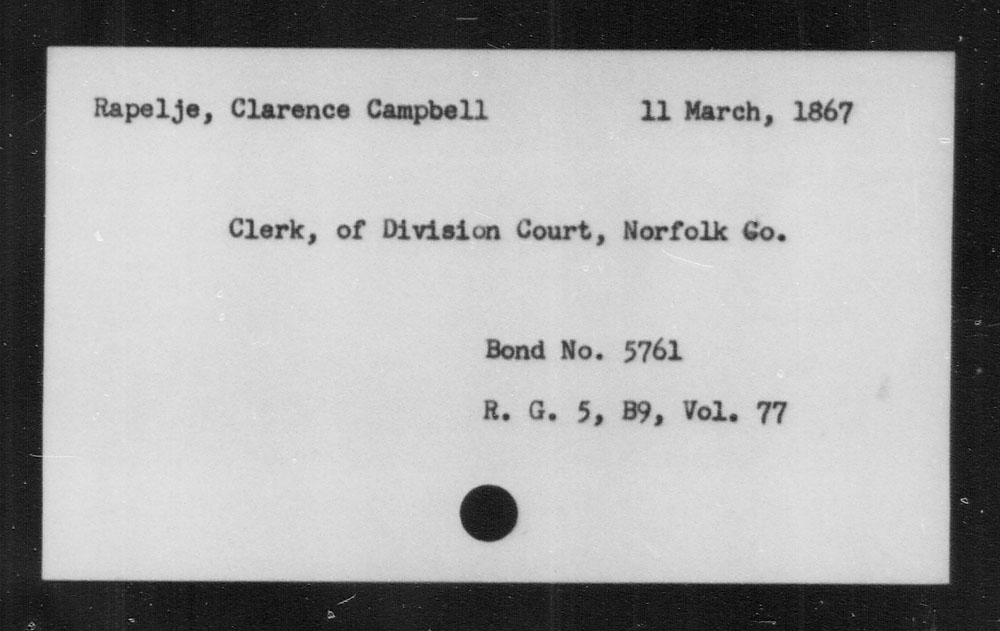 Rapelje, Clarence Campbell 11 March, 1867
Clerk, of Division Court, Norfolk Co.
Bond No. 5761
R. G. 5, B9, Vol. 77